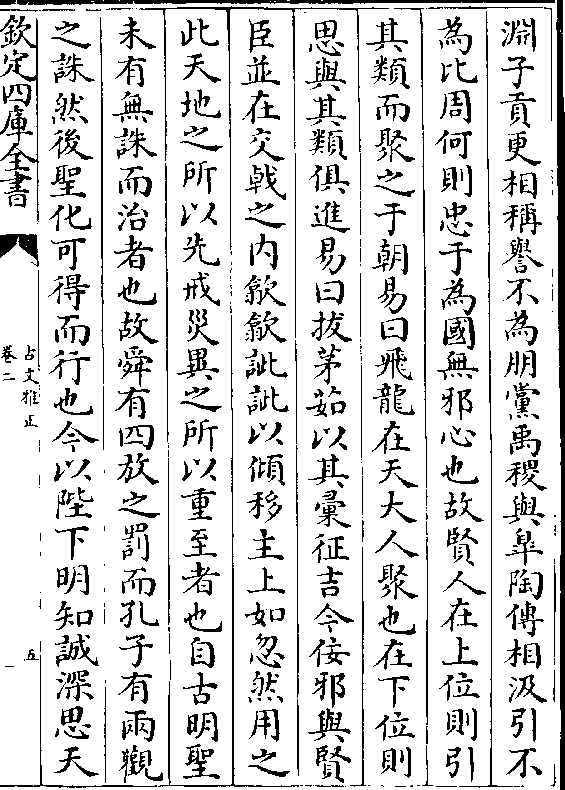 淵子貢更相稱譽不為朋黨禹稷與臯陶傳相汲引不
為比周何則忠于為國無邪心也故賢人在上位則引
其類而聚之于朝易曰飛龍在天大人聚也在下位則
思與其類俱進易曰拔茅茹以其彙征吉今佞邪與賢
臣並在交戟之内歙歙訿訿以傾移主上如忽然用之
此天地之所以先戒災異之所以重至者也自古明聖
未有無誅而治者也故舜有四放之罰而孔子有兩觀
之誅然後聖化可得而行也今以陛下明知誠深思天
欽定四庫全書
古文雅正
卷二
五